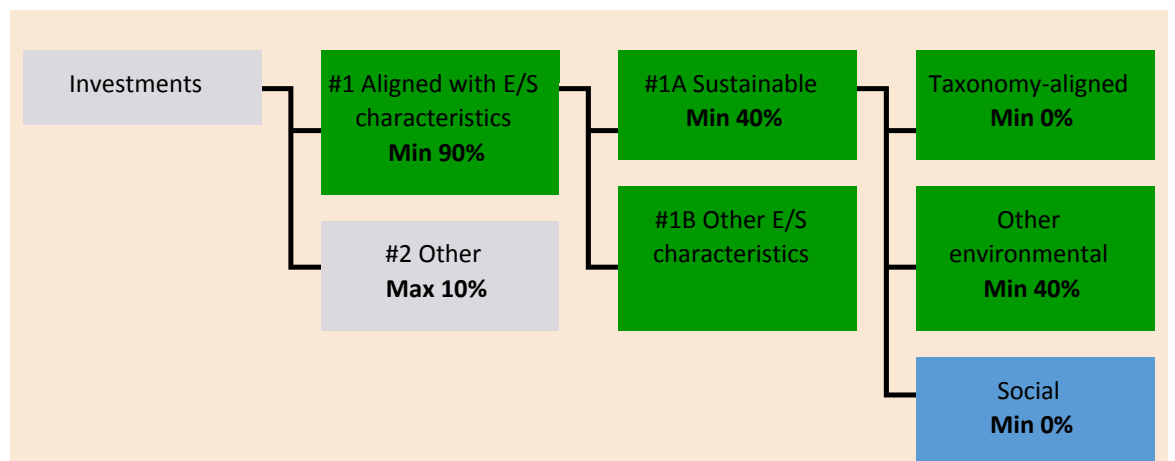 Investments
#1 Aligned with E/S
characteristics
Min 90%
#2 Other
Max 10%
#1A Sustainable
Min 40%
#1B Other E/S
characteristics
Taxonomy-aligned
Min 0%
Other
environmental
Min 40%
Social
Min 0%